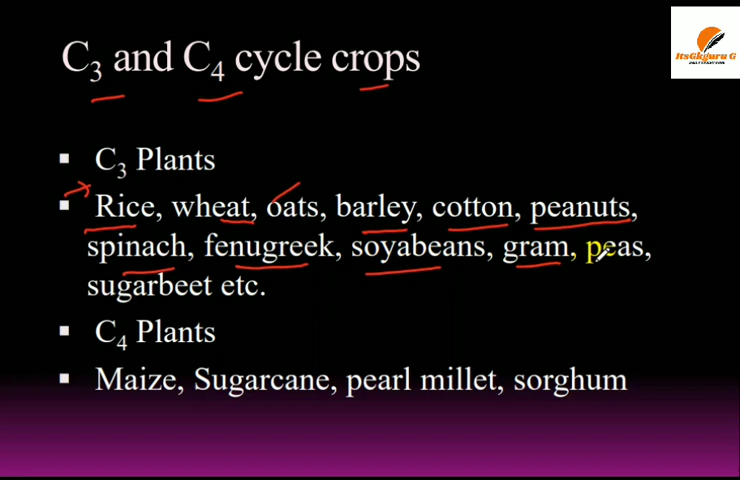 ItsGkguru G
C3 and C4 cycle crops
▪ C3 Plants
▪ Rice, wheat, oats, barley, cotton, peanuts,
spinach, fenugreek, soyabeans, gram, peas,
sugarbeet etc.
▪ C4 Plants
▪ Maize, Sugarcane, pearl millet, sorghum